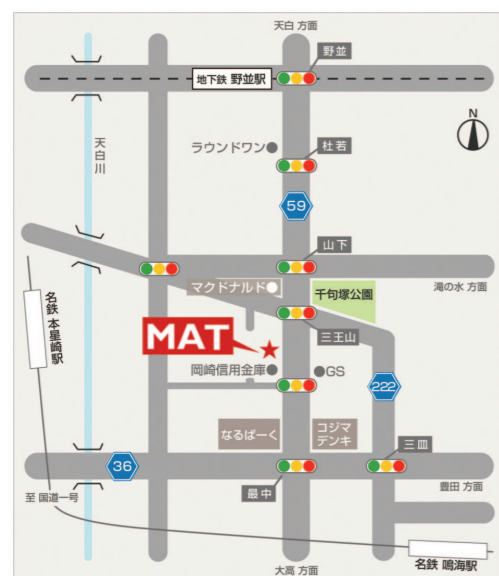 天白 方面
野並
地下鉄 野並駅
N
天白川
ラウンドワン
杜若
59
山下
滝の水 方面
マクドナルド
千句塚公園
名鉄 本星崎駅
MAT
三王山
岡崎信用金庫
GS
222
なるぱーく
コジマ
デンキ
三皿
36
最中
豊田 方面
至 国道一号
名鉄 鳴海駅
大高 方面